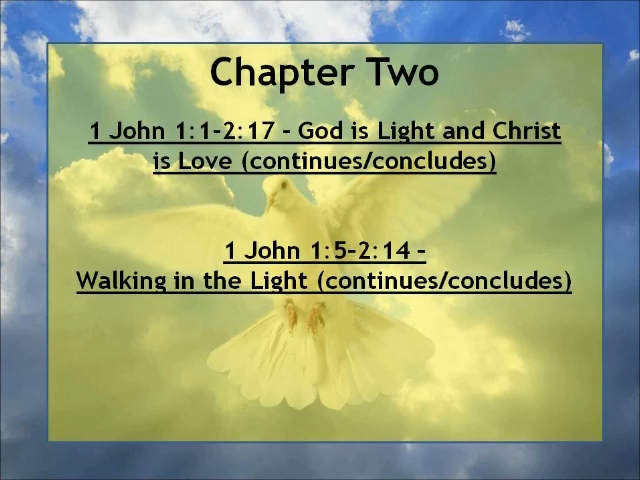 Chapter Two
1 John 1:1-2:17 - God is Light and Christ
is Love (continues/concludes)
1 John 1:5–2:14 –
Walking in the Light (continues/concludes)